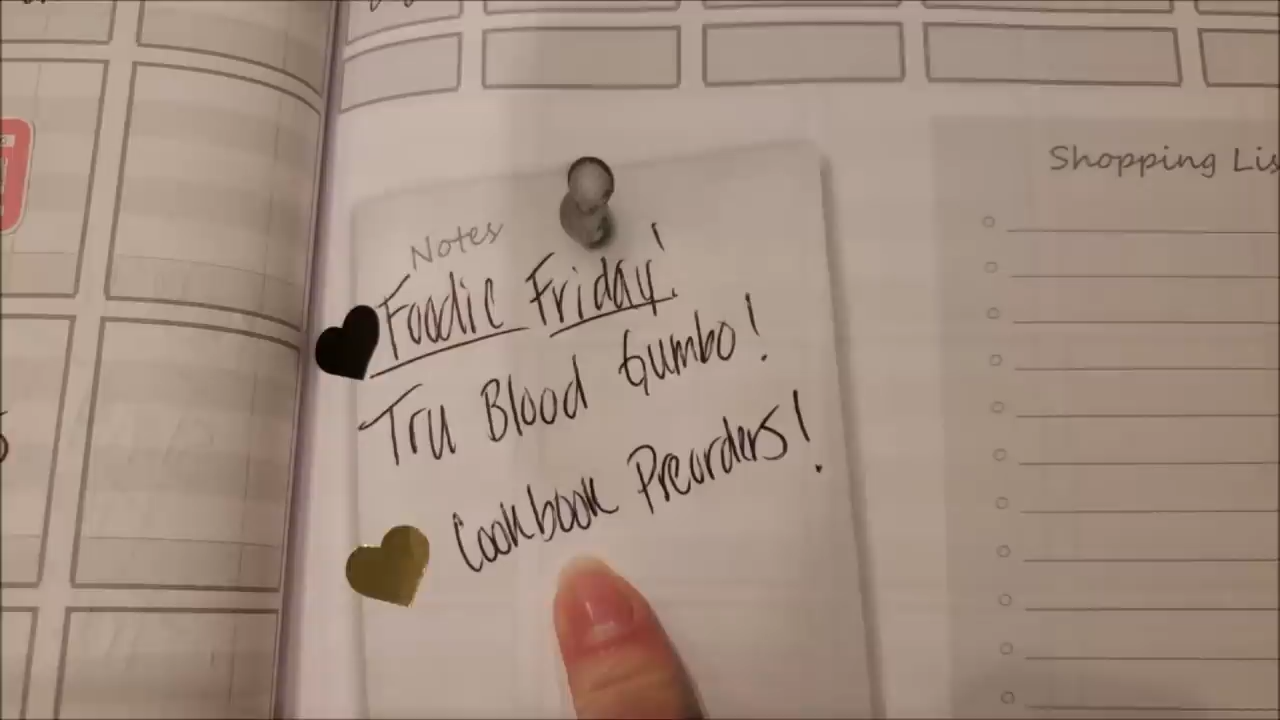 Notes
Foodie Friday!
Tru Blood Gumbo!
Cookbook Preorders!
Shopping Lis